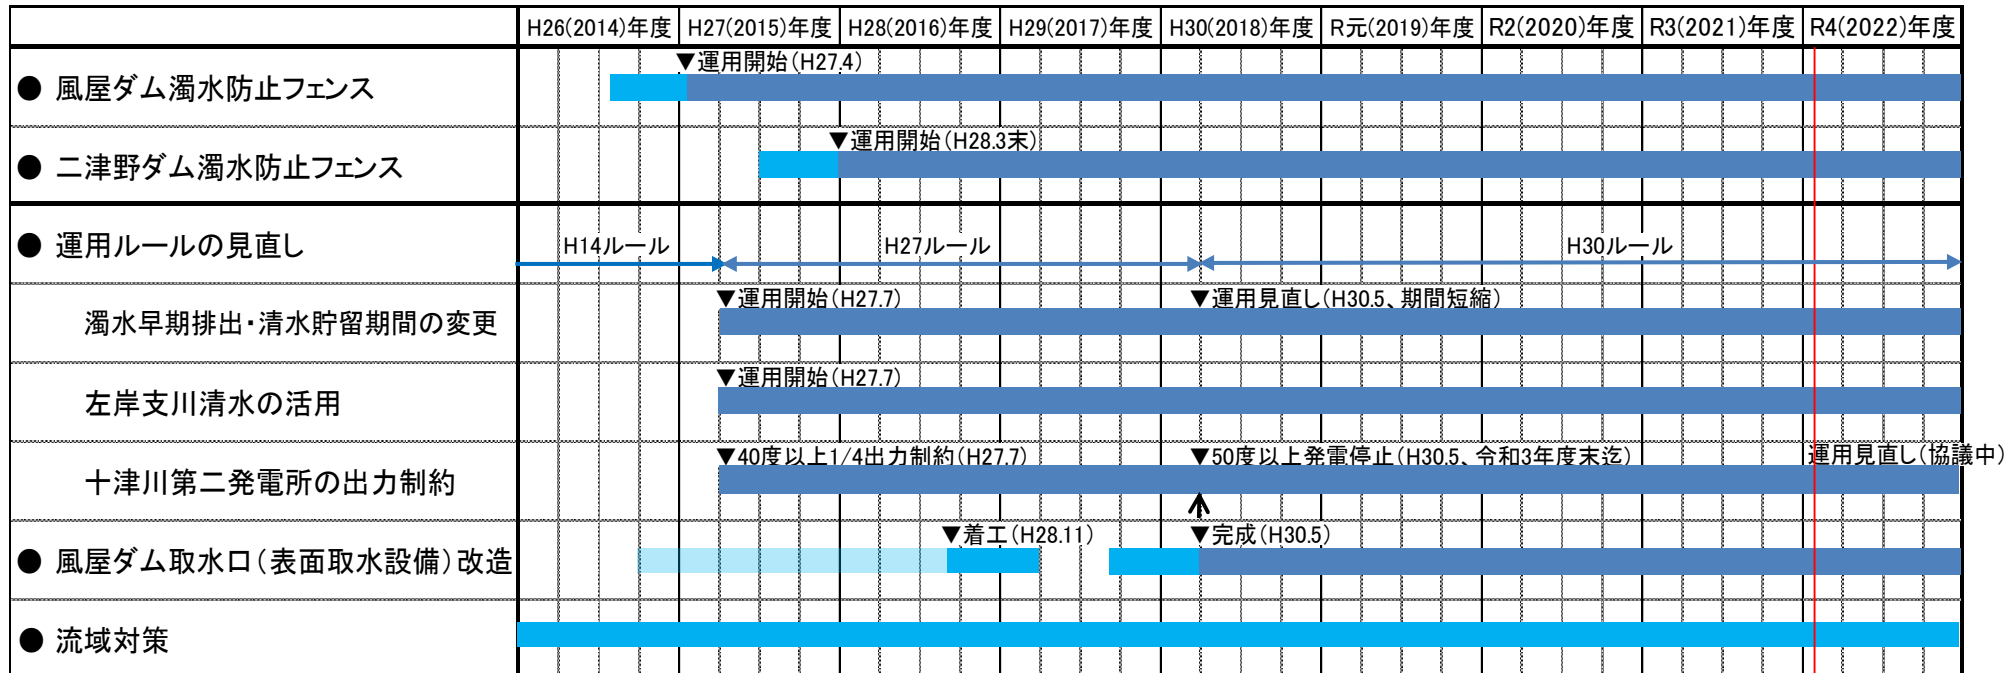 H26(2014)年度 H27(2015)年度 H28(2016)年度 H29(2017)年度 H30(2018)年度 R元(2019)年度 R2(2020)年度 R3(2021)年度 R4(2022)年度
▼運用開始(H27.4)
● 風屋ダム濁水防止フェンス
▼運用開始(H28.3末)
● 二津野ダム濁水防止フェンス
● 運用ルールの見直し
H14ルール H27ルール H30ルール
▼運用開始(H27.7) ▼運用見直し(H30.5、期間短縮)
濁水早期排出・清水貯留期間の変更
▼運用開始(H27.7)
左岸支川清水の活用
▼40度以上1/4出力制約(H27.7) ▼50度以上発電停止(H30.5、令和3年度末迄) 運用見直し(協議中)
十津川第二発電所の出力制約
▼着工(H28.11) ▼完成(H30.5)
● 風屋ダム取水口(表面取水設備)改造
● 流域対策